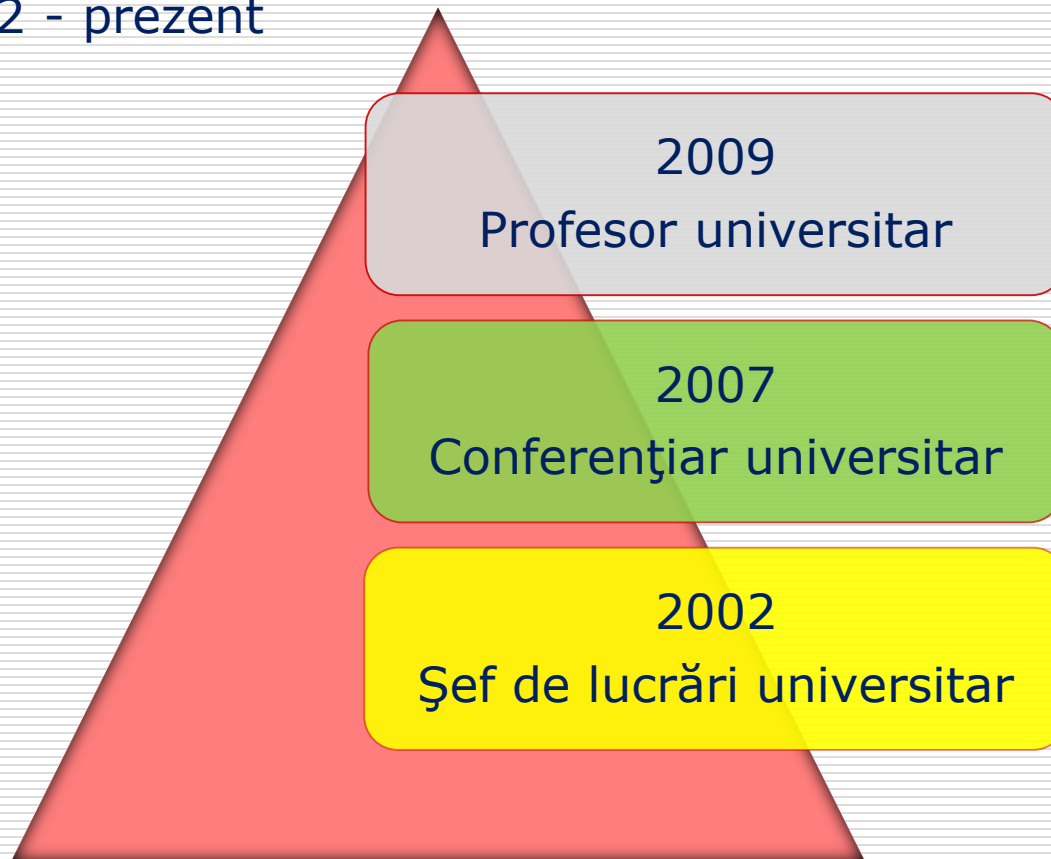 2 - prezent
2009
Profesor universitar
2007
Conferenţiar universitar
2002
Şef de lucrări universitar